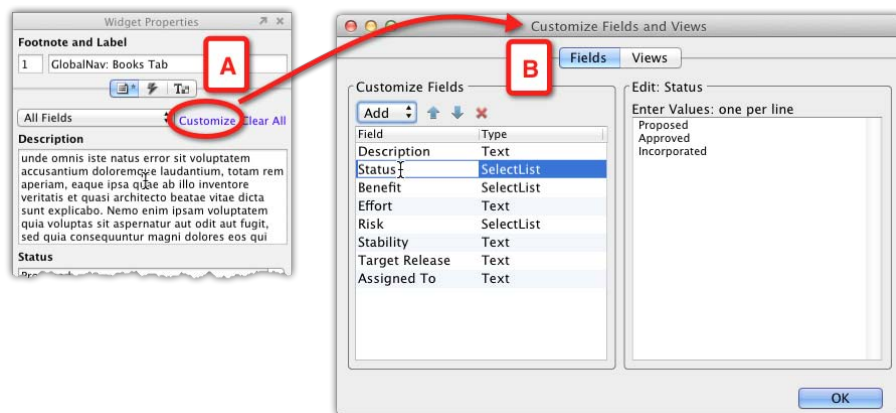 Widget Properties
Footnote and Label
1 GlobalNav: Books Tab
A
All Fields Customize Clear All
Description
unde omnis iste natus error sit voluptatem
accusantium doloremque laudantium, totam rem
aperiam, eaque ipsa quae ab illo inventore
veritatis et quasi architecto beatae vitae dicta
sunt explicabo. Nemo enim ipsam voluptatem
quia voluptas sit aspernatur aut odit aut fugit,
sed quia consequuntur magni dolores eos qui
Status
Customize Fields and Views
B
Fields Views
Customize Fields
Add
Field Type
Description Text
Status SelectList
Benefit SelectList
Effort Text
Risk SelectList
Stability Text
Target Release Text
Assigned To Text
Edit: Status
Enter Values: one per line
Proposed
Approved
Incorporated
OK